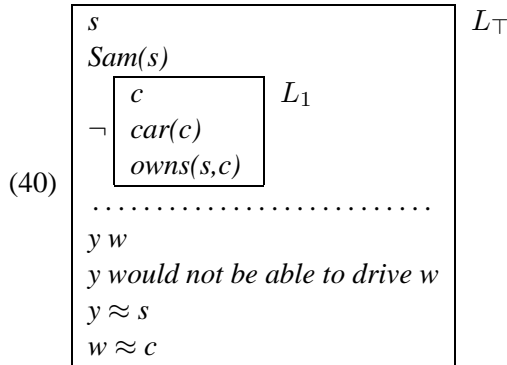 s L⊤
Sam(s)
c L₁
¬ car(c)
owns(s,c)
(40)
............................
y w
y would not be able to drive w
y ≈ s
w ≈ c